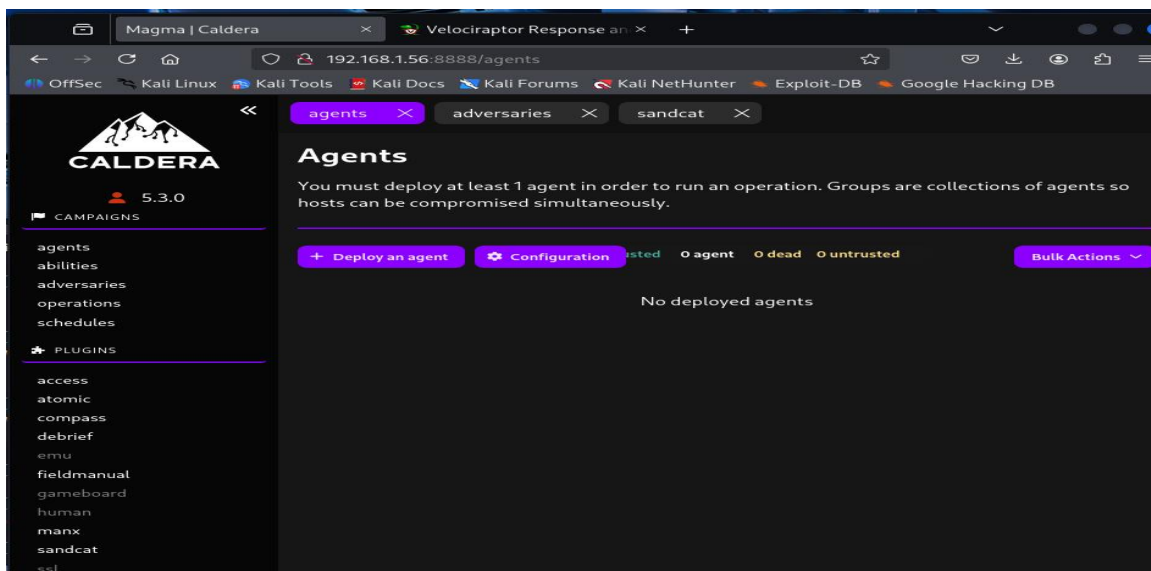 Magma | Caldera
Velociraptor Response an
192.168.1.56:8888/agents
OffSec Kali Linux Kali Tools Kali Docs Kali Forums Kali NetHunter Exploit-DB Google Hacking DB
CALDERA
5.3.0
CAMPAIGNS
agents
abilities
adversaries
operations
schedules
PLUGINS
access
atomic
compass
debrief
emu
fieldmanual
gameboard
human
manx
sandcat
ssl
agents adversaries sandcat
Agents
You must deploy at least 1 agent in order to run an operation. Groups are collections of agents so
hosts can be compromised simultaneously.
+ Deploy an agent Configuration usted 0 agent 0 dead 0 untrusted Bulk Actions
No deployed agents